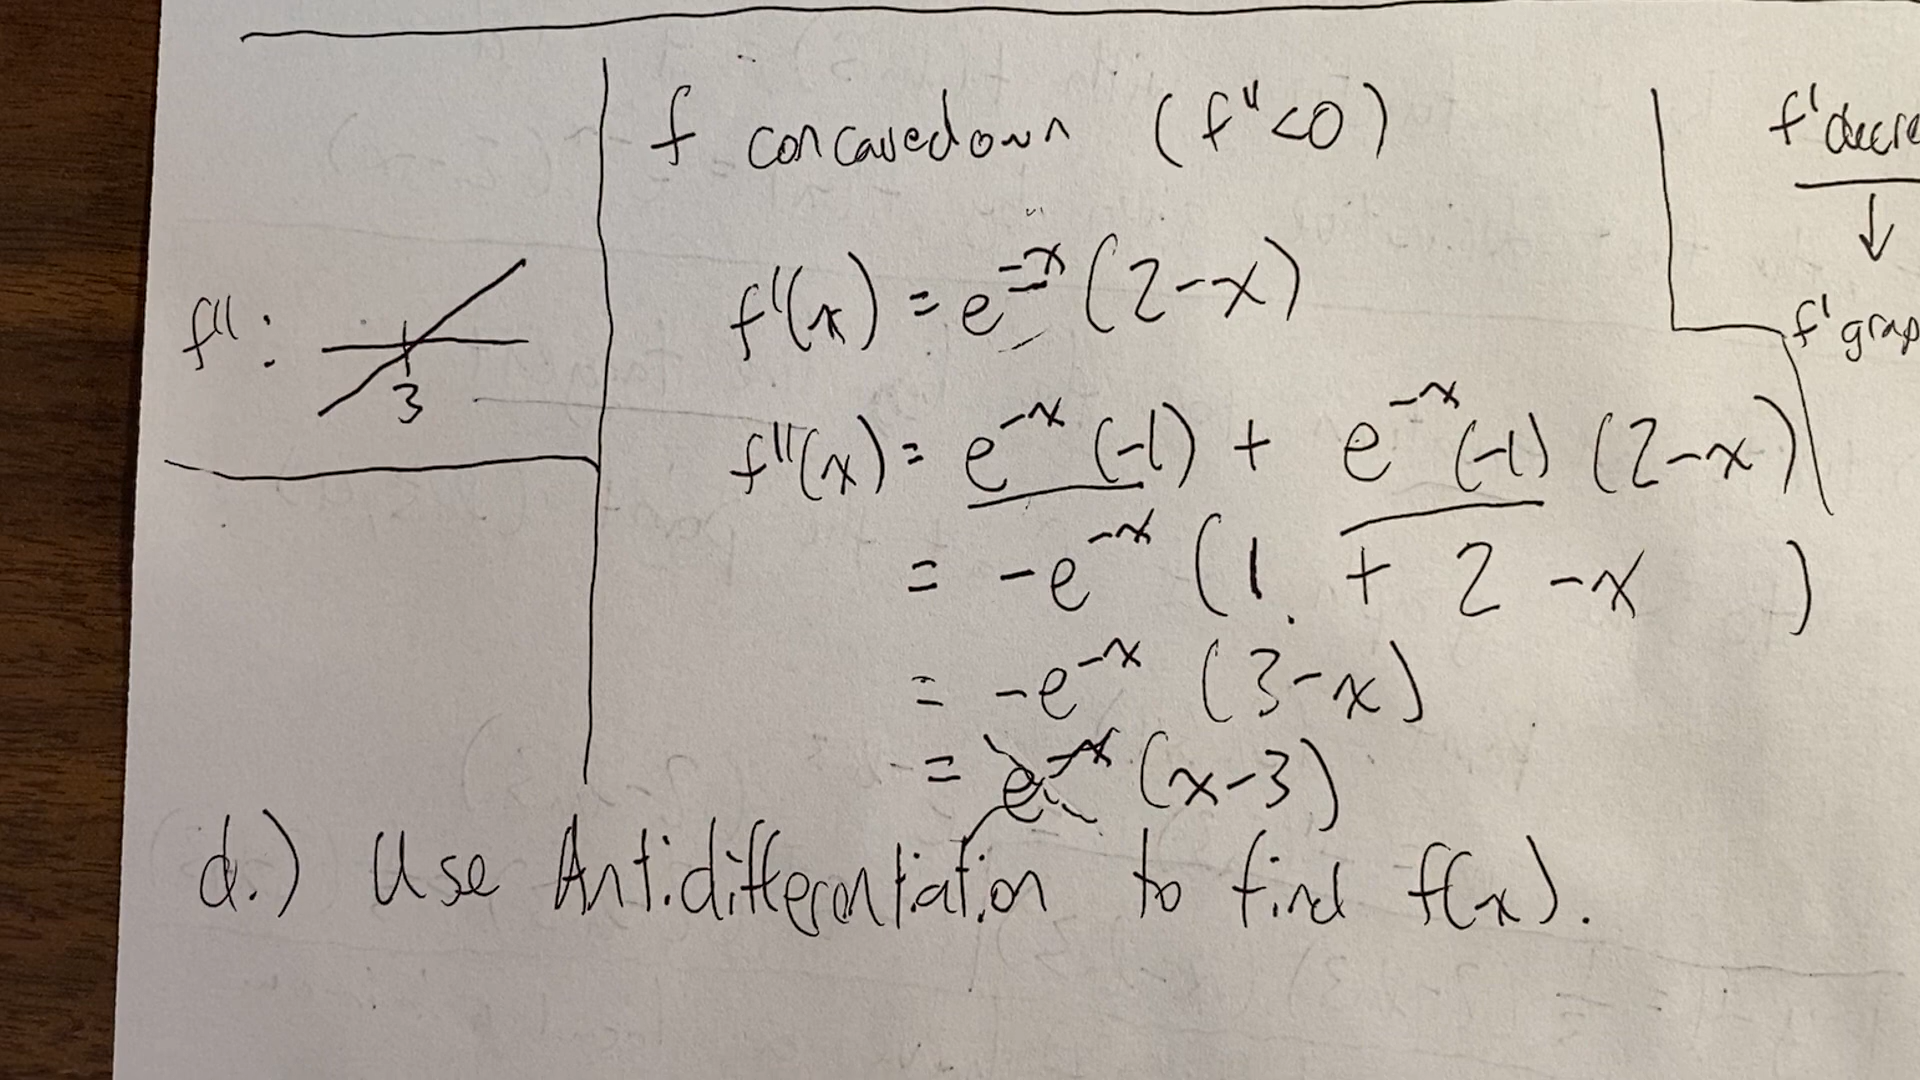 f concavedown (f''<0)
f' decre
↓
f' grap
f'':
3
f'(x) = e^-x (2-x)
f''(x) = e^-x (-1) + e^-x (-1) (2-x)
= -e^-x (1 + 2 -x )
= -e^-x (3-x)
= e^-x (x-3)
d.) Use Antidifferentiation to find f(x).